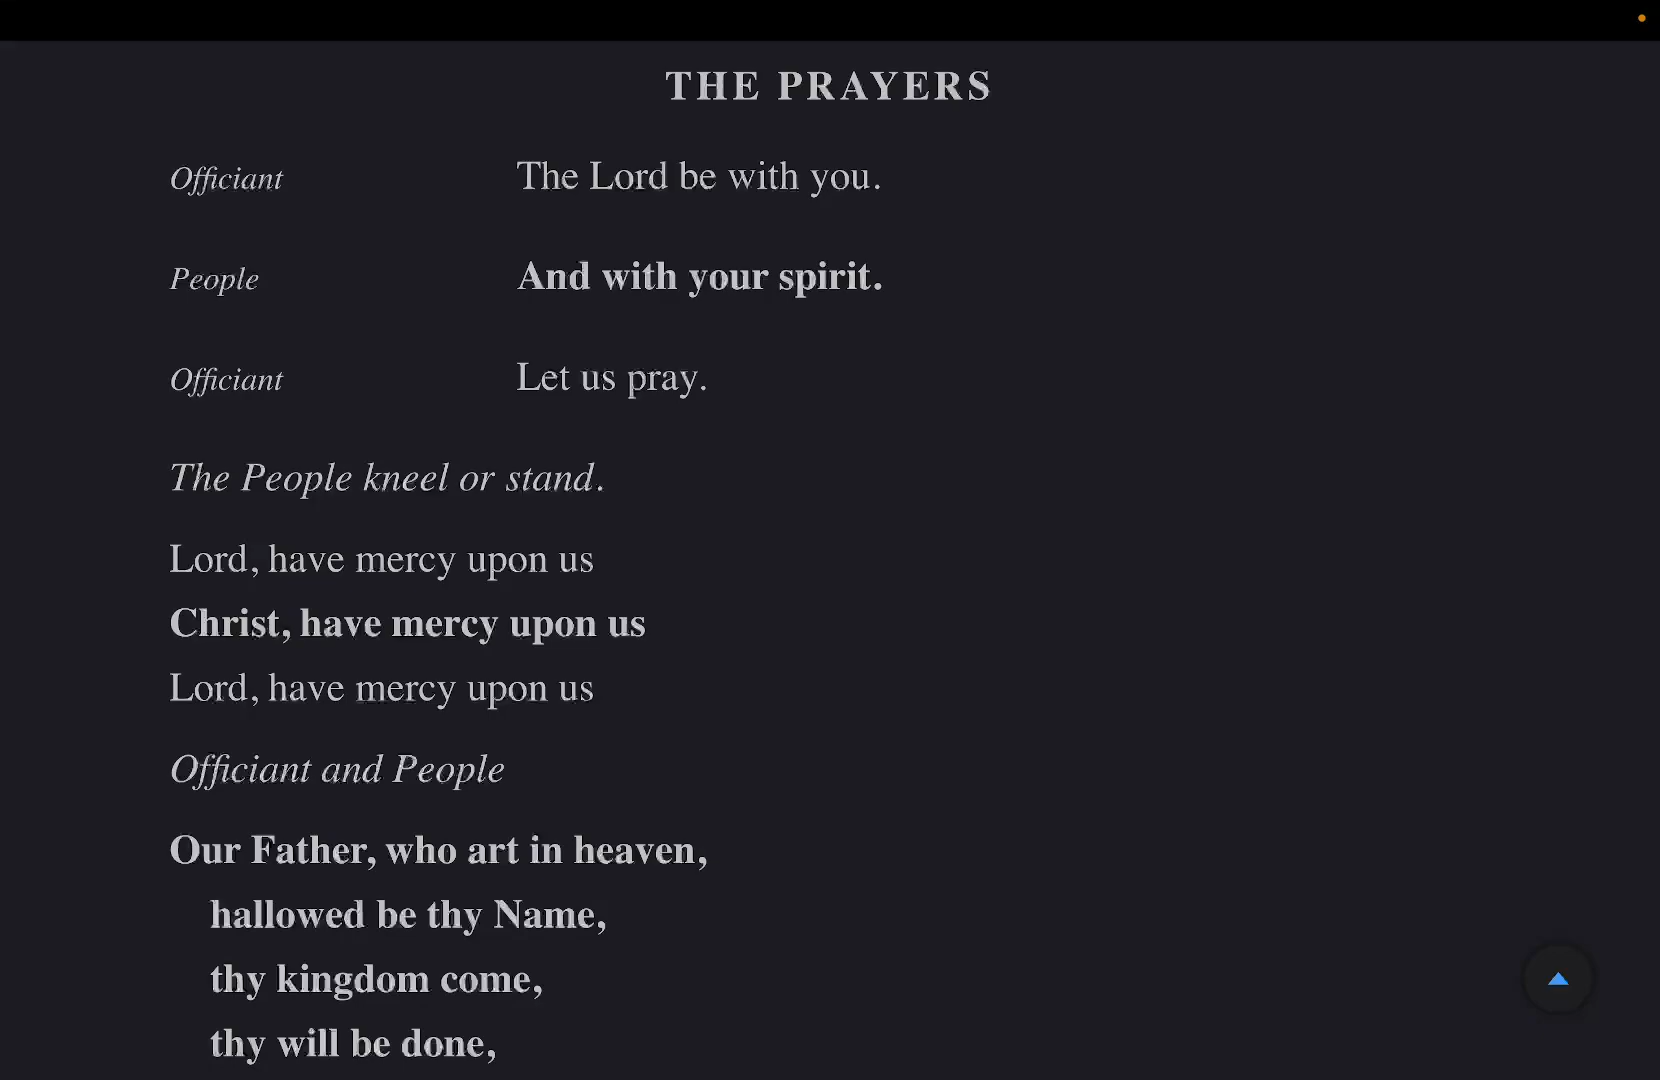 THE PRAYERS
Officiant The Lord be with you.
People And with your spirit.
Officiant Let us pray.
The People kneel or stand.
Lord, have mercy upon us
Christ, have mercy upon us
Lord, have mercy upon us
Officiant and People
Our Father, who art in heaven,
hallowed be thy Name,
thy kingdom come,
thy will be done,